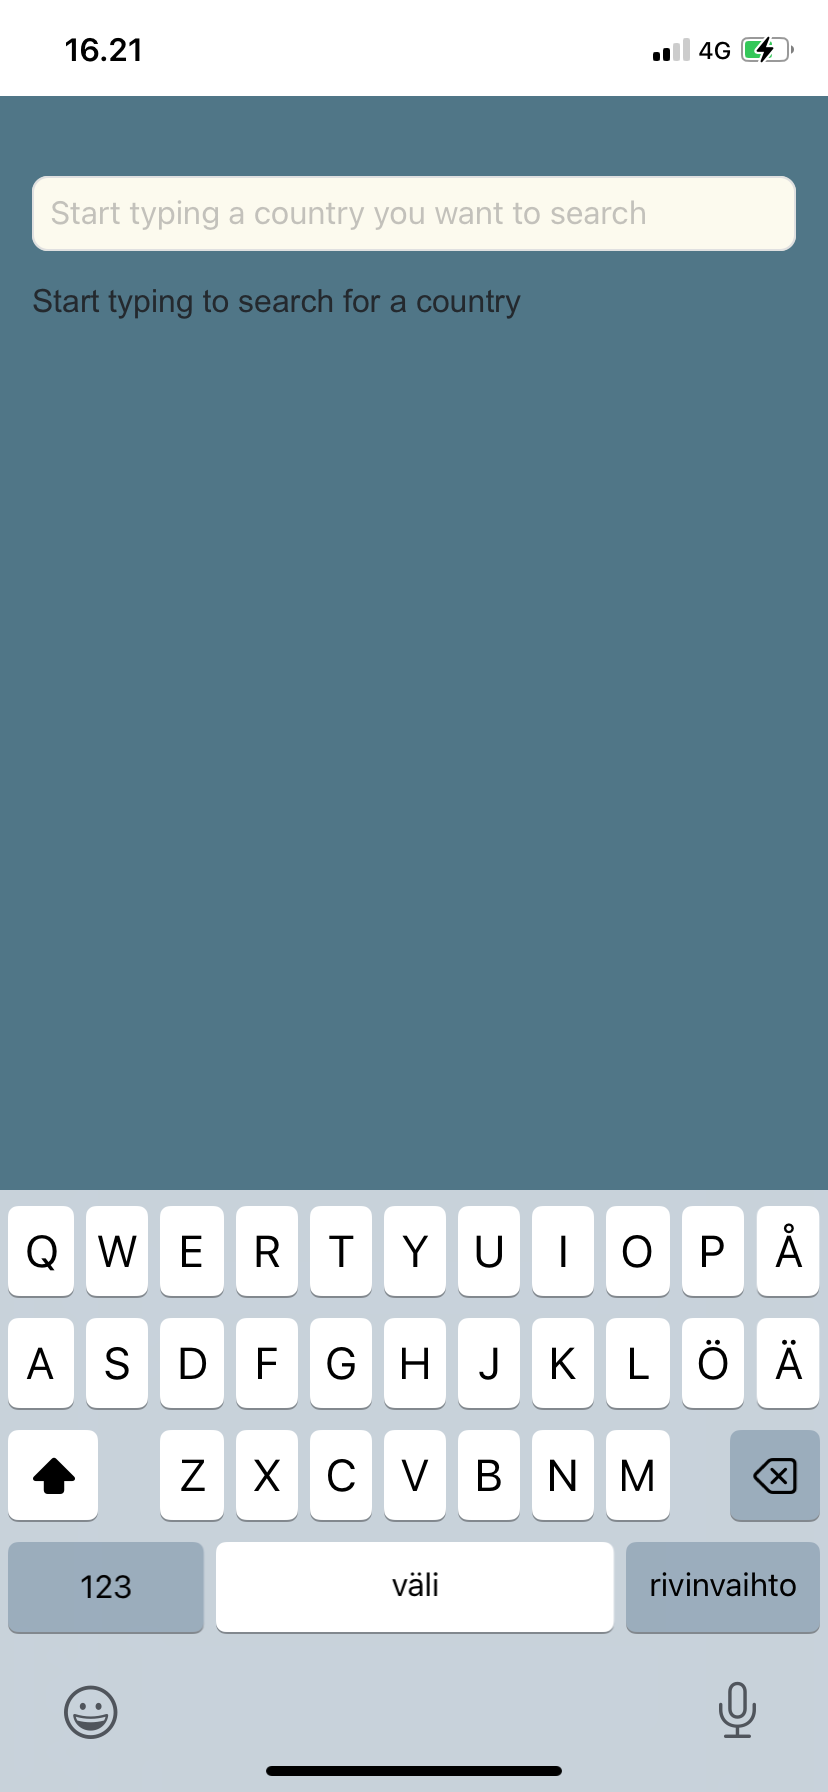 16.21 4G
Start typing a country you want to search
Start typing to search for a country
Q W E R T Y U I O P Å
A S D F G H J K L Ö Ä
Z X C V B N M
123 väli rivinvaihto